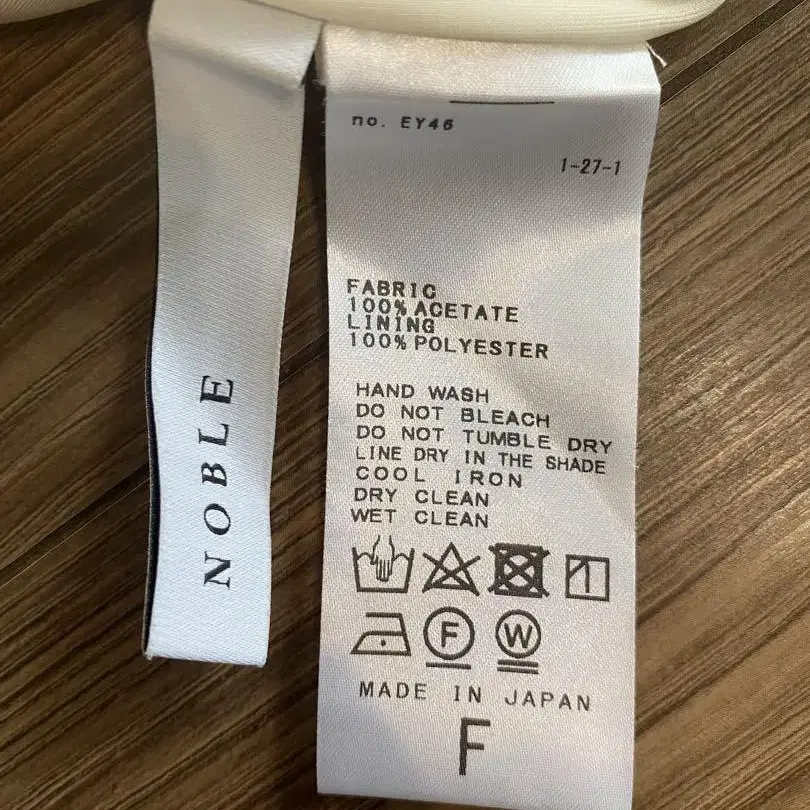 NOBLE
no. EY46
1-27-1
FABRIC
100% ACETATE
LINING
100% POLYESTER
HAND WASH
DO NOT BLEACH
DO NOT TUMBLE DRY
LINE DRY IN THE SHADE
COOL IRON
DRY CLEAN
WET CLEAN
F W
MADE IN JAPAN
F